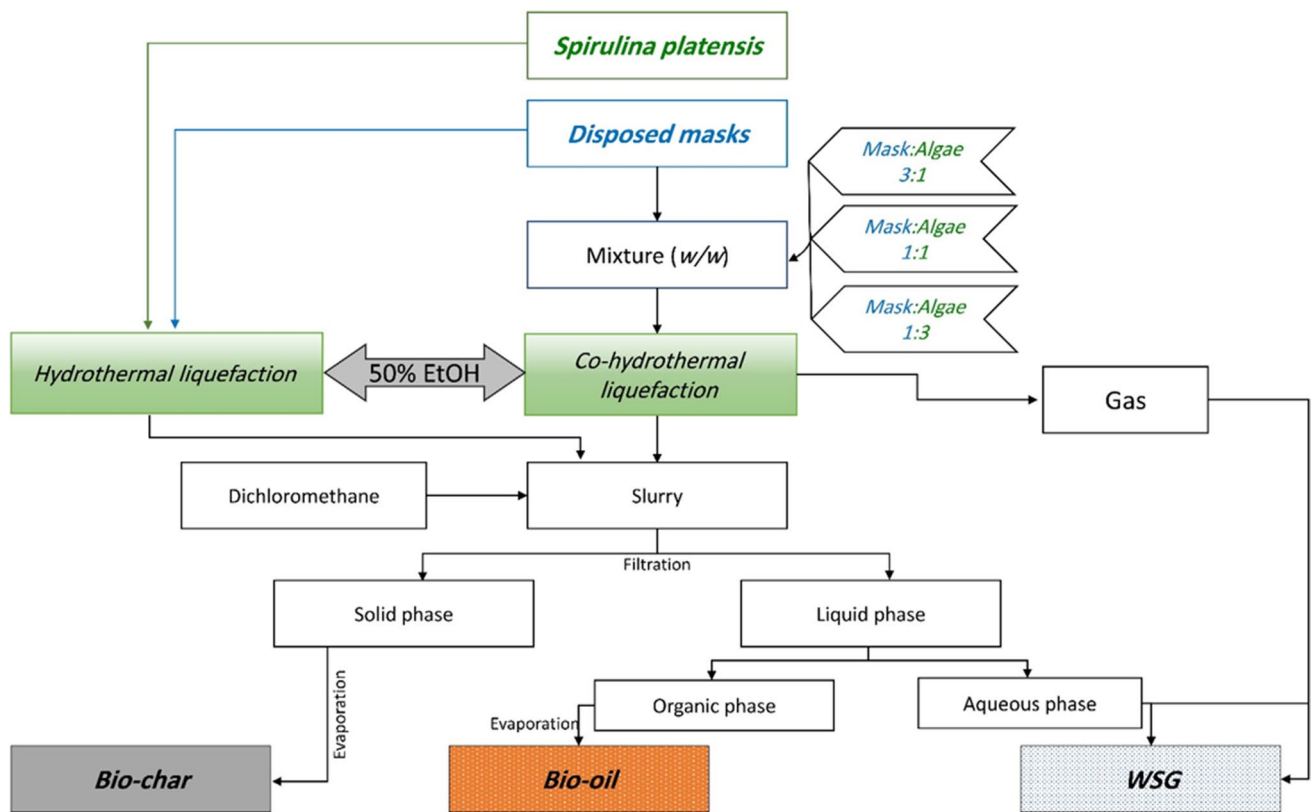 Spirulina platensis
Disposed masks
Mask:Algae
3:1
Mixture (w/w)
Mask:Algae
1:1
Mask:Algae
1:3
Hydrothermal liquefaction
50% EtOH
Co-hydrothermal
liquefaction
Gas
Dichloromethane
Slurry
Filtration
Solid phase
Liquid phase
Evaporation
Organic phase
Aqueous phase
Evaporation
Bio-char
Bio-oil
WSG